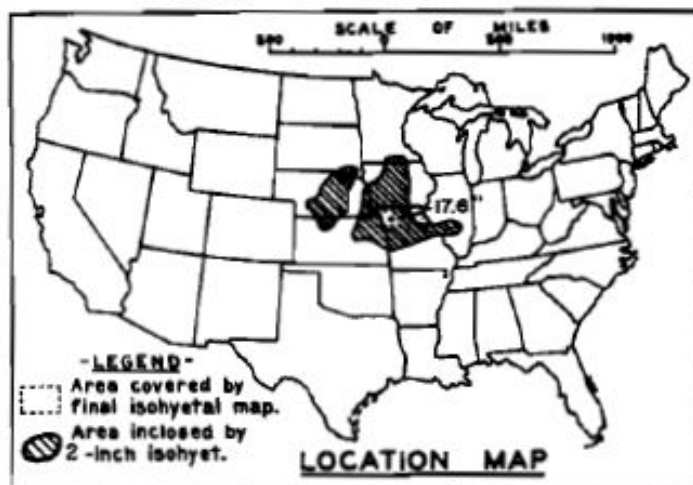 SCALE OF MILES
500 0 500 1000
17.6"
-LEGEND-
Area covered by
final isohyetal map.
Area inclosed by
2-inch isohyet.
LOCATION MAP